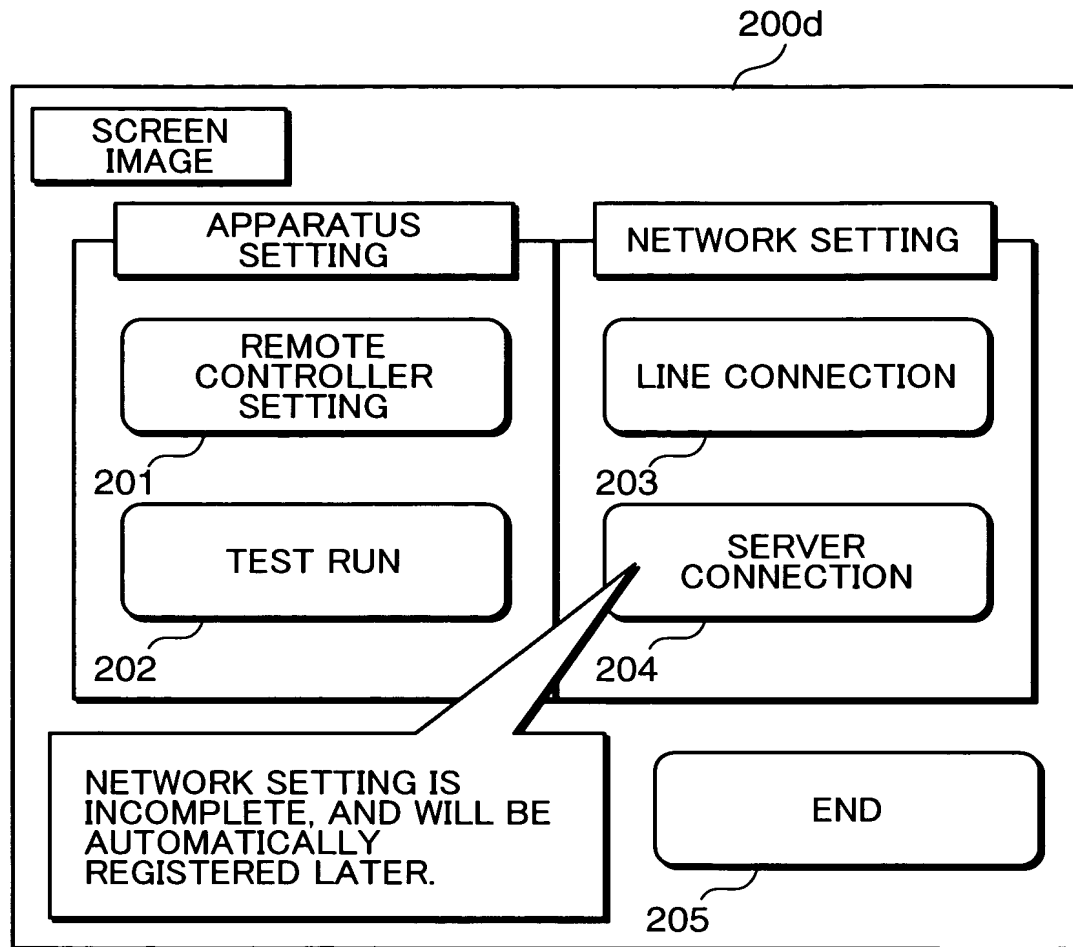 200d
SCREEN
IMAGE
APPARATUS
SETTING
NETWORK SETTING
REMOTE
CONTROLLER
SETTING
LINE CONNECTION
201
203
TEST RUN
SERVER
CONNECTION
202
204
NETWORK SETTING IS
INCOMPLETE, AND WILL BE
AUTOMATICALLY
REGISTERED LATER.
END
205